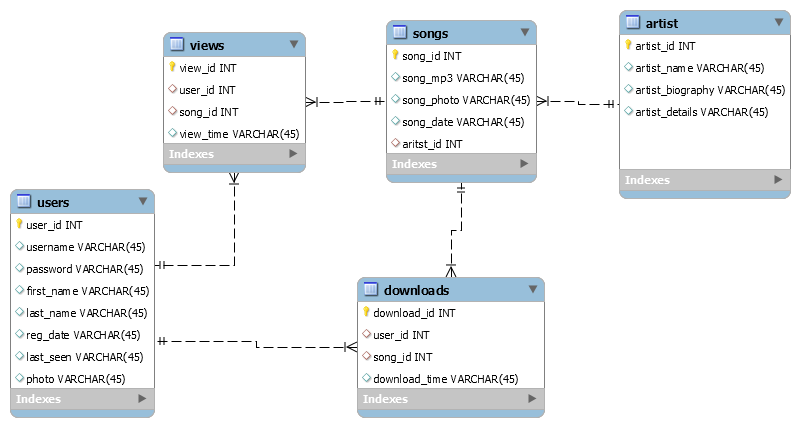 views
view_id INT
user_id INT
song_id INT
view_time VARCHAR(45)
Indexes
songs
song_id INT
song_mp3 VARCHAR(45)
song_photo VARCHAR(45)
song_date VARCHAR(45)
aritst_id INT
Indexes
artist
artist_id INT
artist_name VARCHAR(45)
artist_biography VARCHAR(45)
artist_details VARCHAR(45)
Indexes
users
user_id INT
username VARCHAR(45)
password VARCHAR(45)
first_name VARCHAR(45)
last_name VARCHAR(45)
reg_date VARCHAR(45)
last_seen VARCHAR(45)
photo VARCHAR(45)
Indexes
downloads
download_id INT
user_id INT
song_id INT
download_time VARCHAR(45)
Indexes